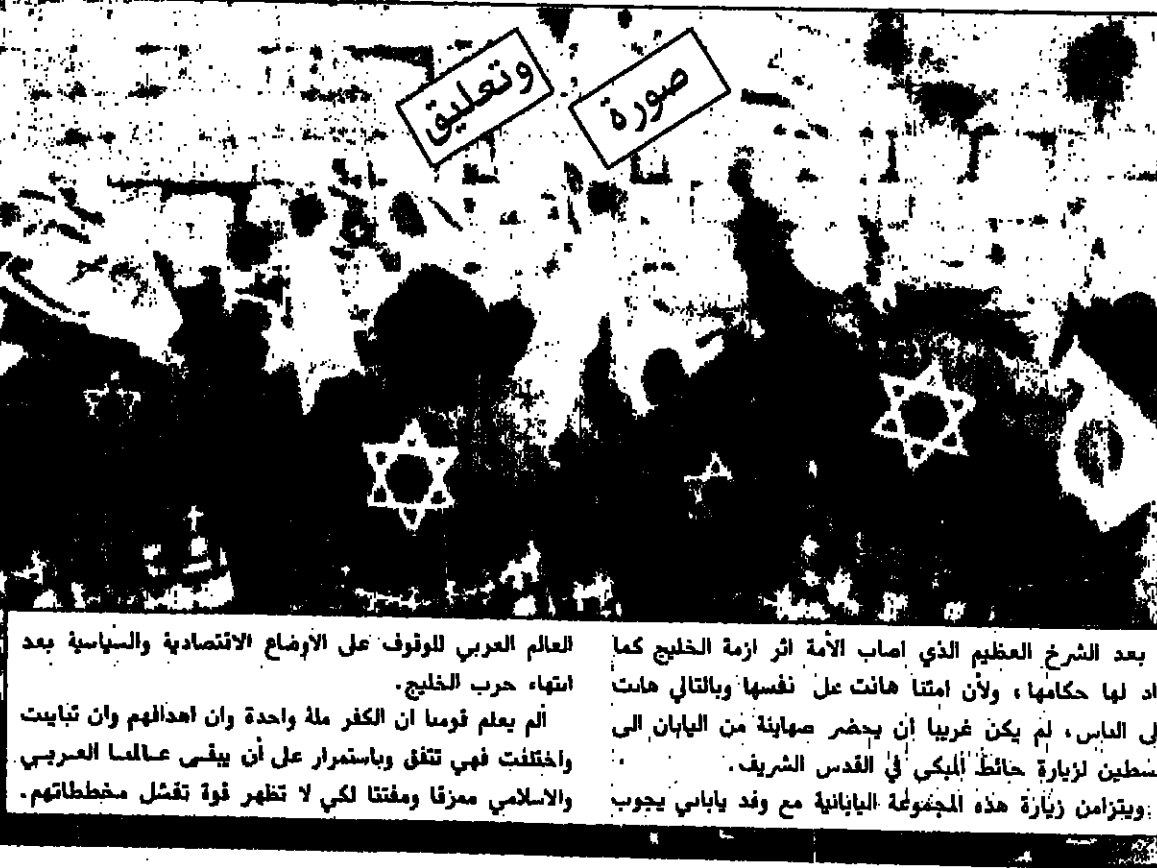 صورة
وتعليق
بعد الشرخ العظيم الذي اصاب الأمة اثر ازمة الخليج كما
اد لها حكامها، ولأن امتنا هانت على نفسها وبالتالي هانت
لى الناس، لم يكن غريبا أن يحضر صهاينة من اليابان الى
سطين لزيارة حائط المبكى في القدس الشريف.
ويتزامن زيارة هذه المجموعة اليابانية مع وفد ياباني يجوب
العالم العربي للوقوف على الأوضاع الاقتصادية والسياسية بعد
انتهاء حرب الخليج.
ألم يعلم قومنا ان الكفر ملة واحدة وان اهدافهم وان تباينت
واختلفت فهي تتفق وباستمرار على أن يبقى عالمنا العربي
والاسلامي ممزقا ومفتتا لكي لا تظهر قوة تفشل مخططاتهم.